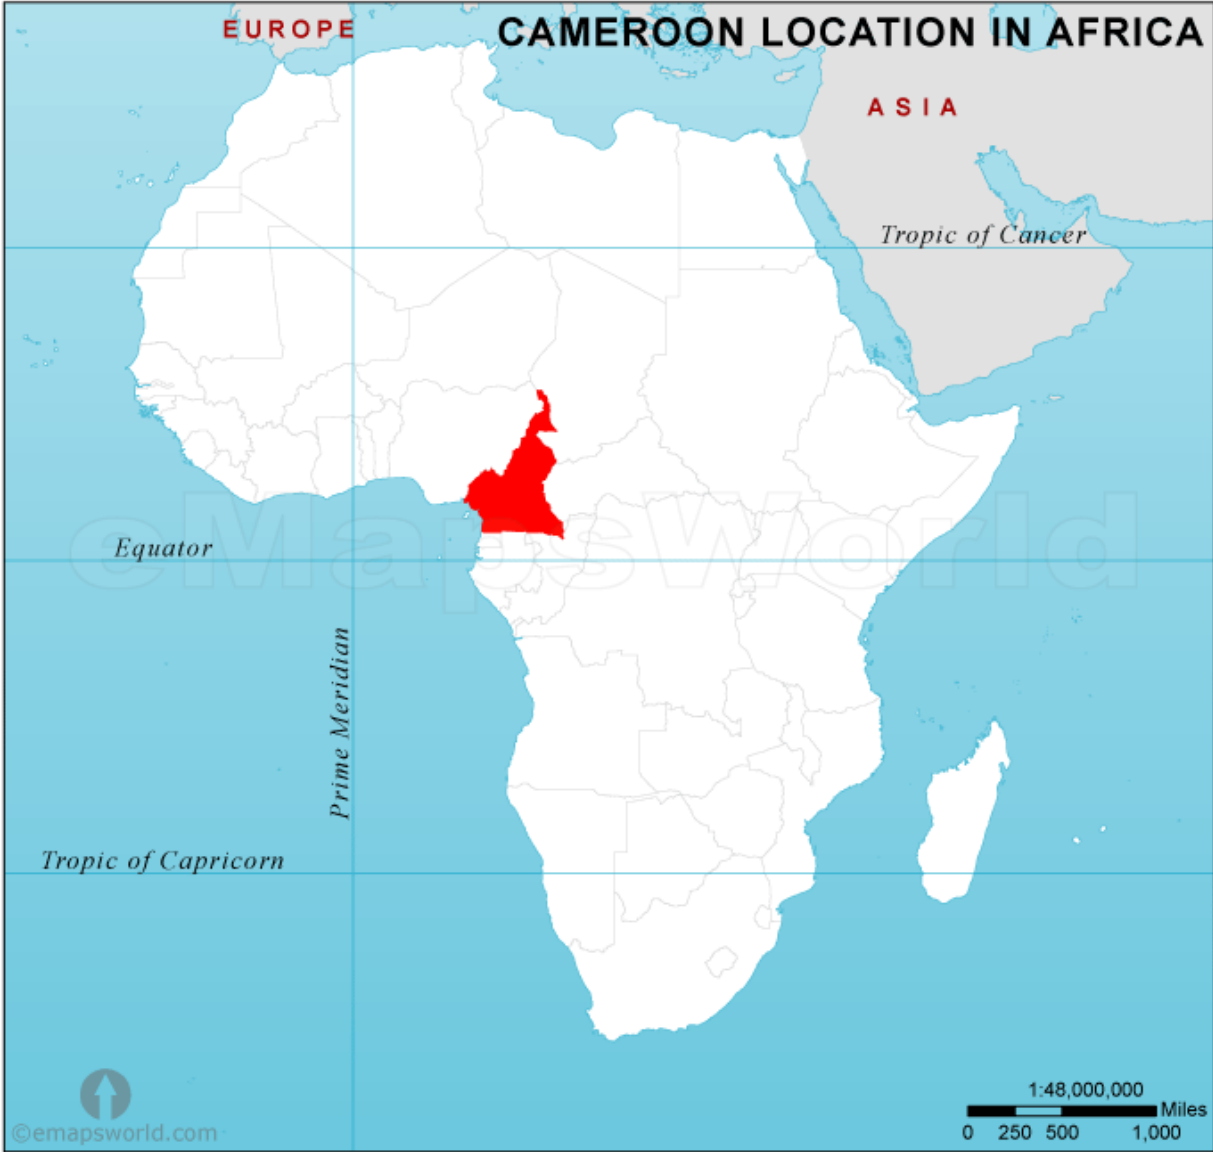 EUROPE
CAMEROON LOCATION IN AFRICA
ASIA
Tropic of Cancer
eMapsWorld
Equator
Prime Meridian
Tropic of Capricorn
1:48,000,000
Miles
0 250 500 1,000
©emapsworld.com